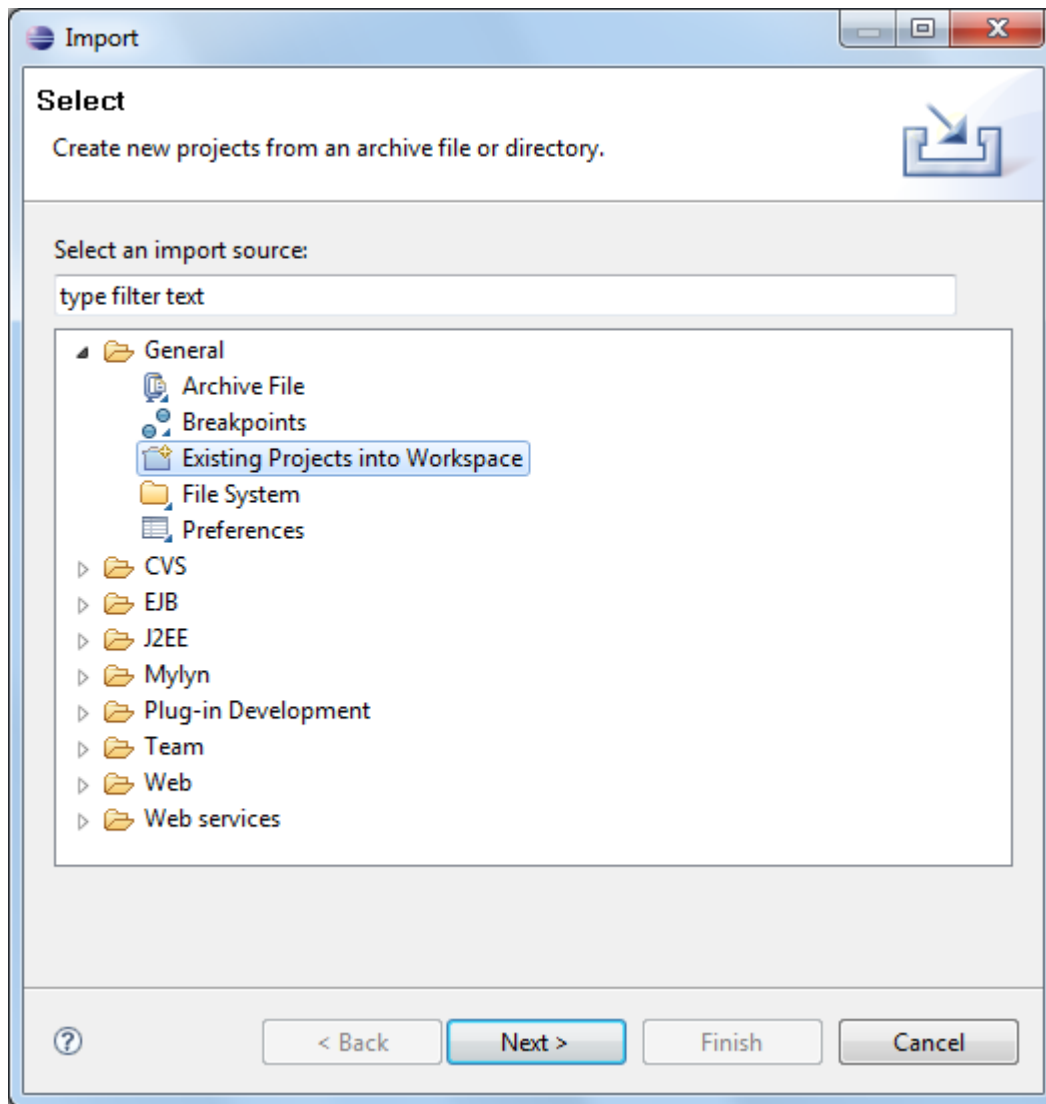 Import
Select
Create new projects from an archive file or directory.
Select an import source:
type filter text
General
Archive File
Breakpoints
Existing Projects into Workspace
File System
Preferences
CVS
EJB
J2EE
Mylyn
Plug-in Development
Team
Web
Web services
? < Back Next > Finish Cancel